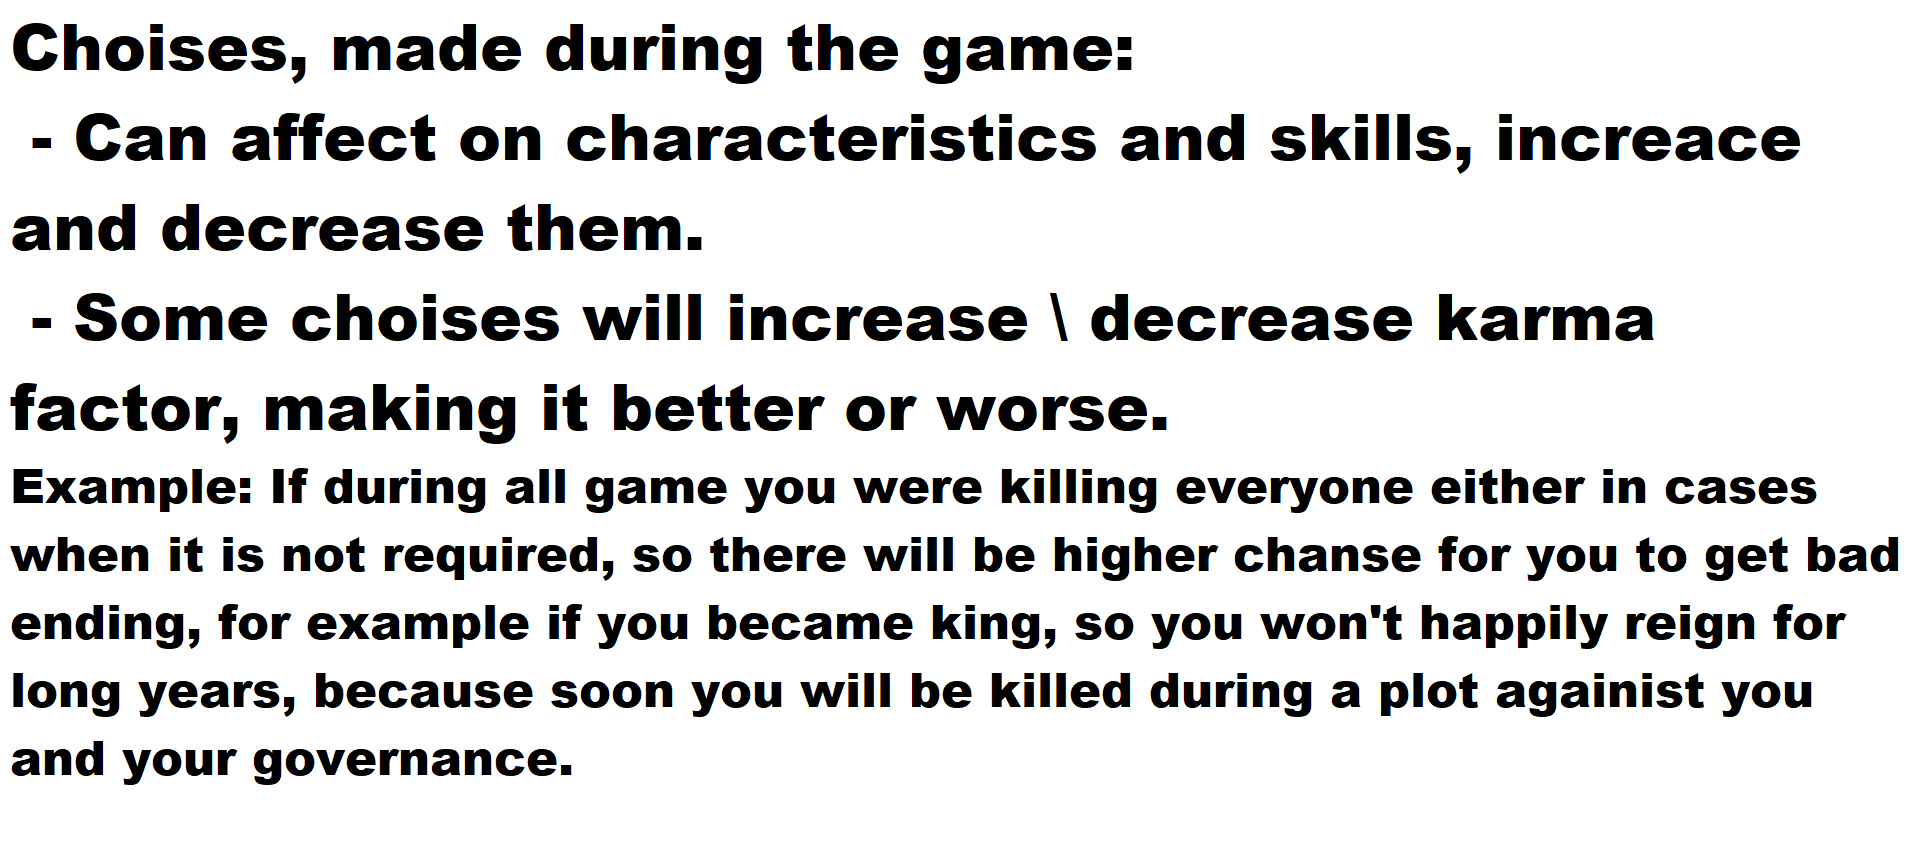 Choises, made during the game:
- Can affect on characteristics and skills, increace
and decrease them.
- Some choises will increase \ decrease karma
factor, making it better or worse.
Example: If during all game you were killing everyone either in cases
when it is not required, so there will be higher chanse for you to get bad
ending, for example if you became king, so you won't happily reign for
long years, because soon you will be killed during a plot againist you
and your governance.